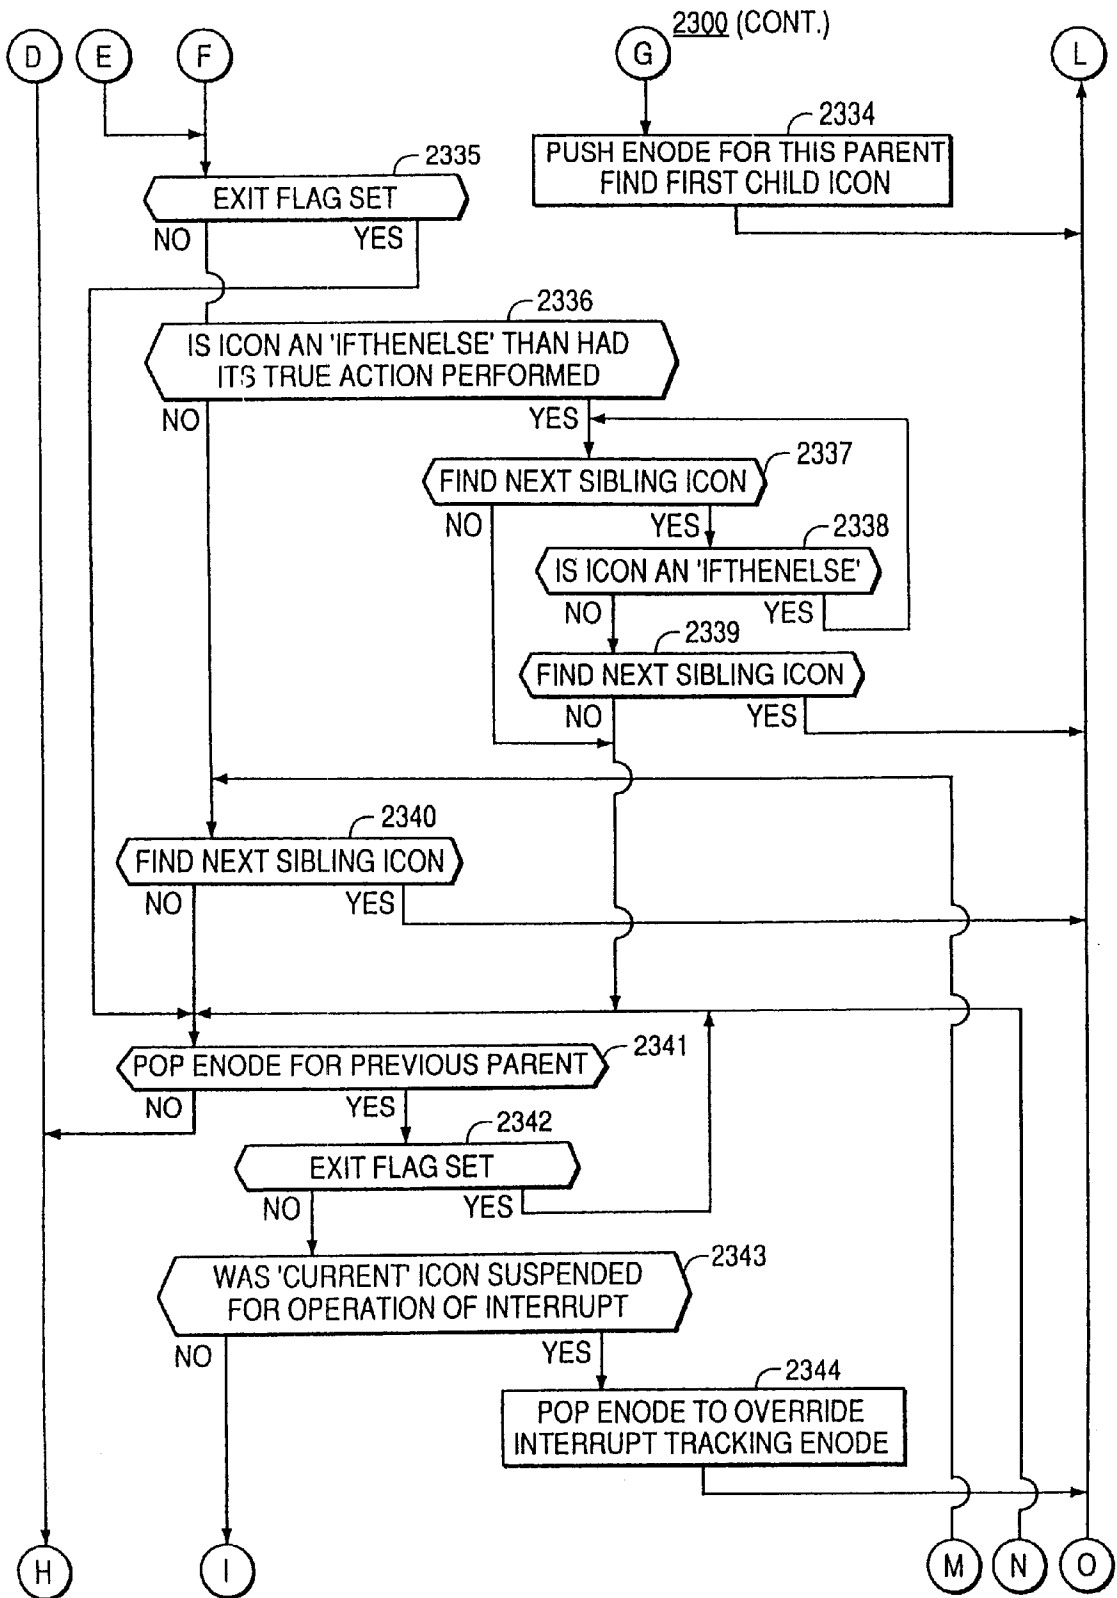 2300 (CONT.)
D
E
F
G
L
2334
PUSH ENODE FOR THIS PARENT
FIND FIRST CHILD ICON
2335
EXIT FLAG SET
NO
YES
2336
IS ICON AN 'IFTHENELSE' THAN HAD
ITS TRUE ACTION PERFORMED
NO
YES
2337
FIND NEXT SIBLING ICON
NO
YES
2338
IS ICON AN 'IFTHENELSE'
NO
YES
2339
FIND NEXT SIBLING ICON
NO
YES
2340
FIND NEXT SIBLING ICON
NO
YES
2341
POP ENODE FOR PREVIOUS PARENT
NO
YES
2342
EXIT FLAG SET
NO
YES
2343
WAS 'CURRENT' ICON SUSPENDED
FOR OPERATION OF INTERRUPT
NO
YES
2344
POP ENODE TO OVERRIDE
INTERRUPT TRACKING ENODE
H
I
M
N
O